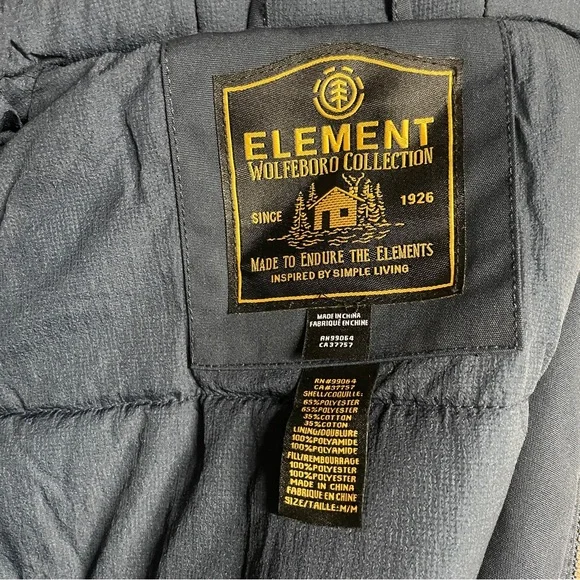 ELEMENT
WOLFEBORO COLLECTION
SINCE 1926
MADE TO ENDURE THE ELEMENTS
INSPIRED BY SIMPLE LIVING
MADE IN CHINA
FABRIQUÉ EN CHINE
RN99064
CA37757
RN#99064
CA#37757
SHELL/COQUILLE:
65%POLYESTER
65%POLYESTER
35%COTTON
35%COTON
LINING/DOUBLURE
100%POLYAMIDE
100%POLYAMIDE
FILL/REMBOURRAGE
100%POLYESTER
100%POLYESTER
MADE IN CHINA
FABRIQUE EN CHINE
SIZE/TAILLE:M/M